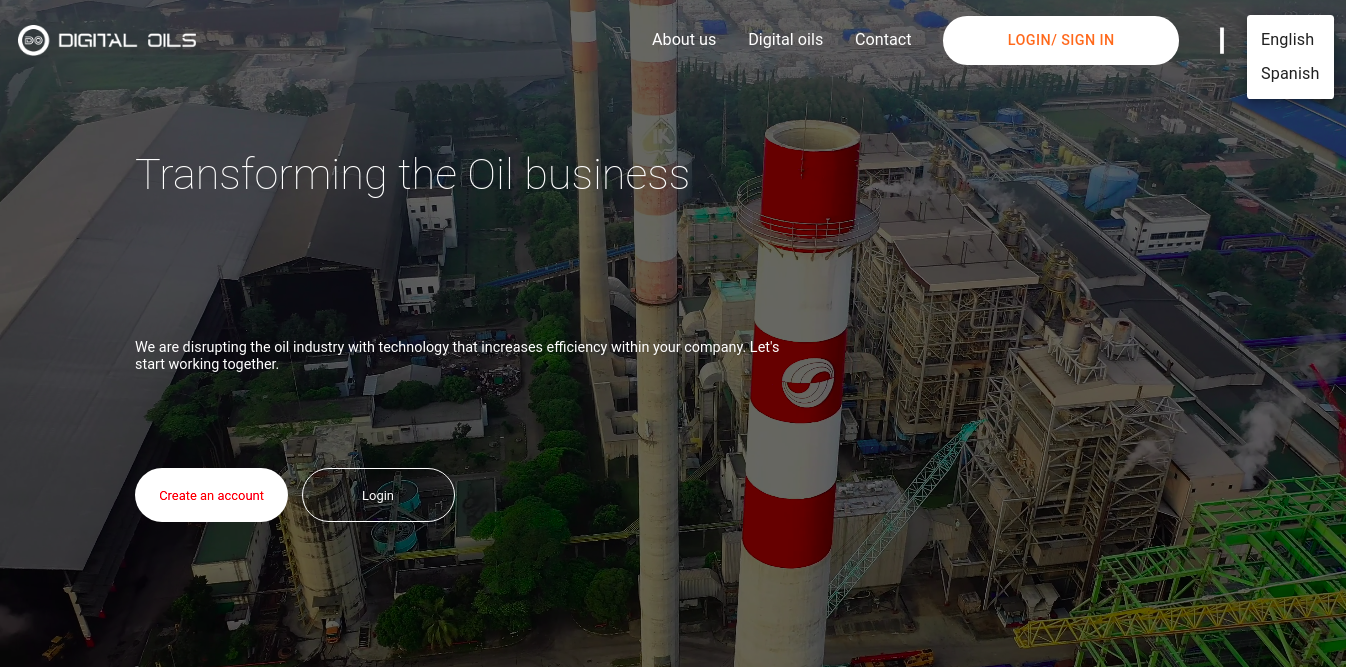 DO DIGITAL OILS
About us
Digital oils
Contact
LOGIN/ SIGN IN
English
Spanish
Transforming the Oil business
We are disrupting the oil industry with technology that increases efficiency within your company. Let's
start working together.
Create an account
Login